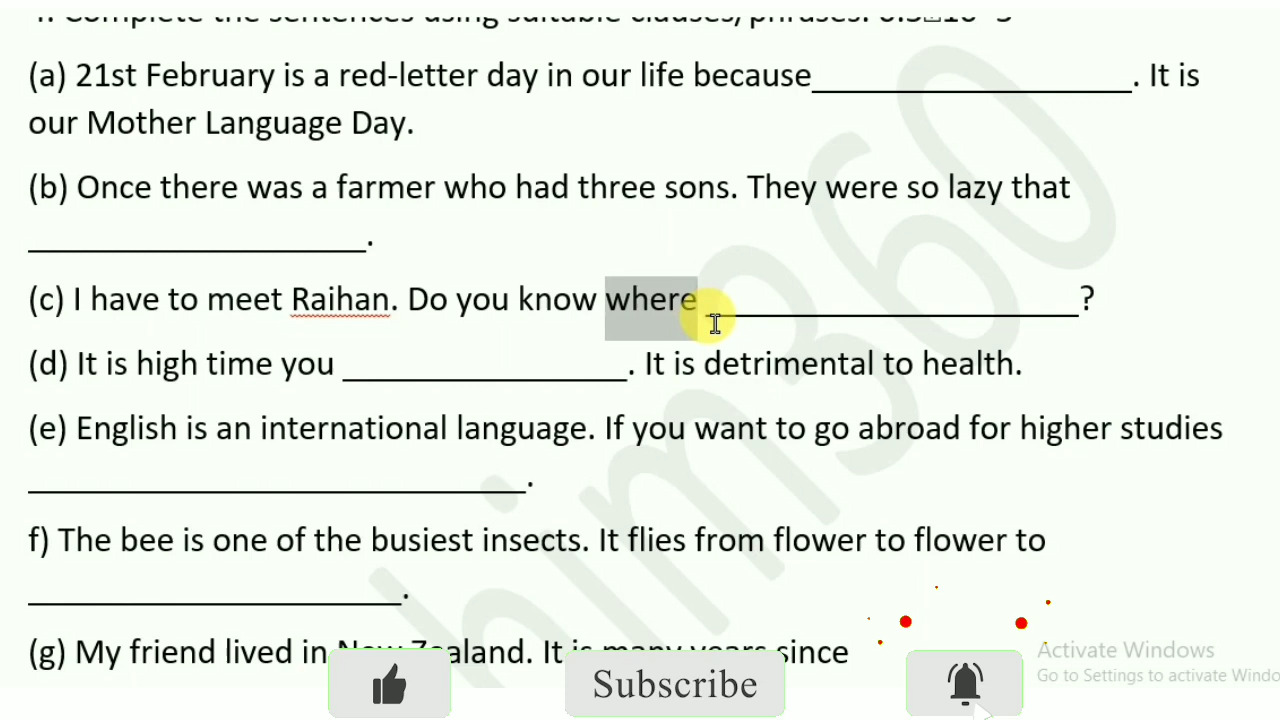 (a) 21st February is a red-letter day in our life because____________________. It is
our Mother Language Day.
(b) Once there was a farmer who had three sons. They were so lazy that
_____________________.
(c) I have to meet Raihan. Do you know where _______________________?
(d) It is high time you __________________. It is detrimental to health.
(e) English is an international language. If you want to go abroad for higher studies
_______________________________.
f) The bee is one of the busiest insects. It flies from flower to flower to
_______________________.
(g) My friend lived in New Zealand. It is many years since
Activate Windows
Go to Settings to activate Windo
Subscribe
him360